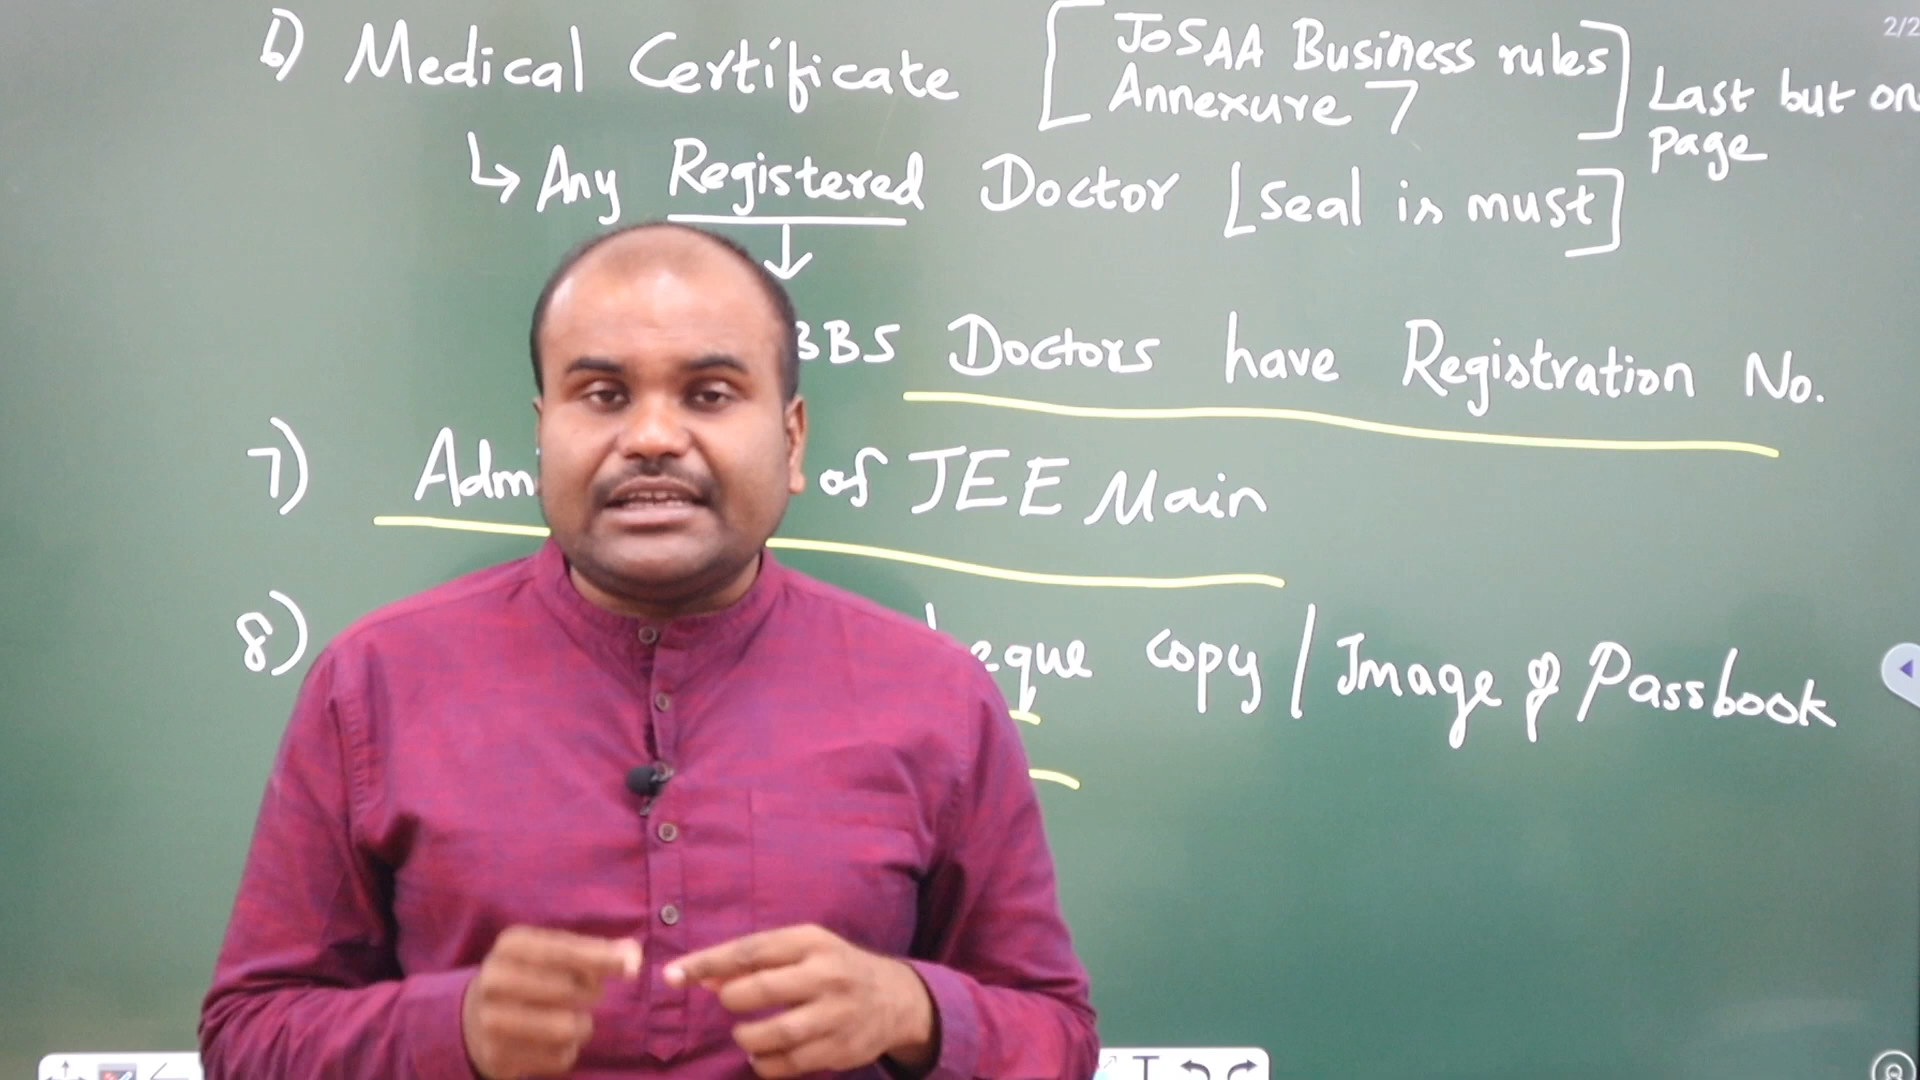 2/2
6) Medical Certificate [JoSAA Business rules
Annexure 7] Last but
page
↳ Any Registered Doctor [seal is must]
↓
BBS Doctors have Registration No.
7) Adm of JEE Main
8) eque copy / Image of Passbook
T